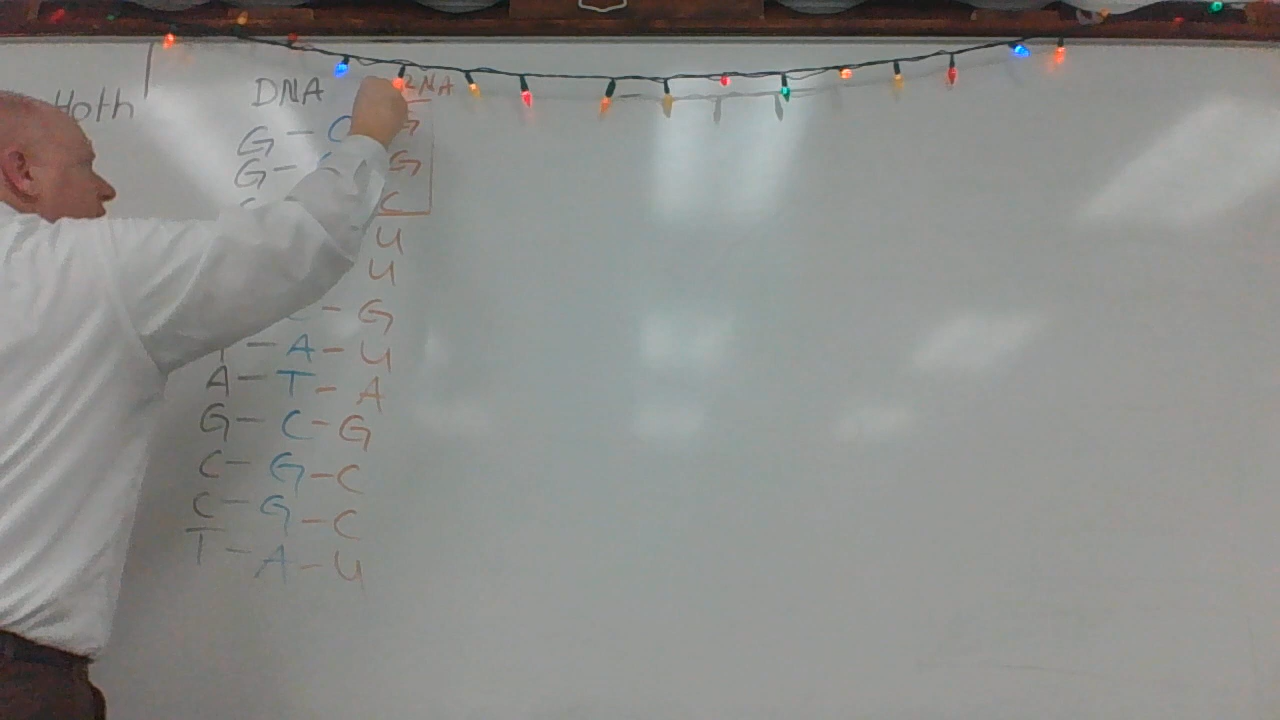 Hoth
DNA RNA
G - C G
G - G
C
U
U
- G
T - A - U
A - T - A
G - C - G
C - G - C
C - G - C
T - A - U